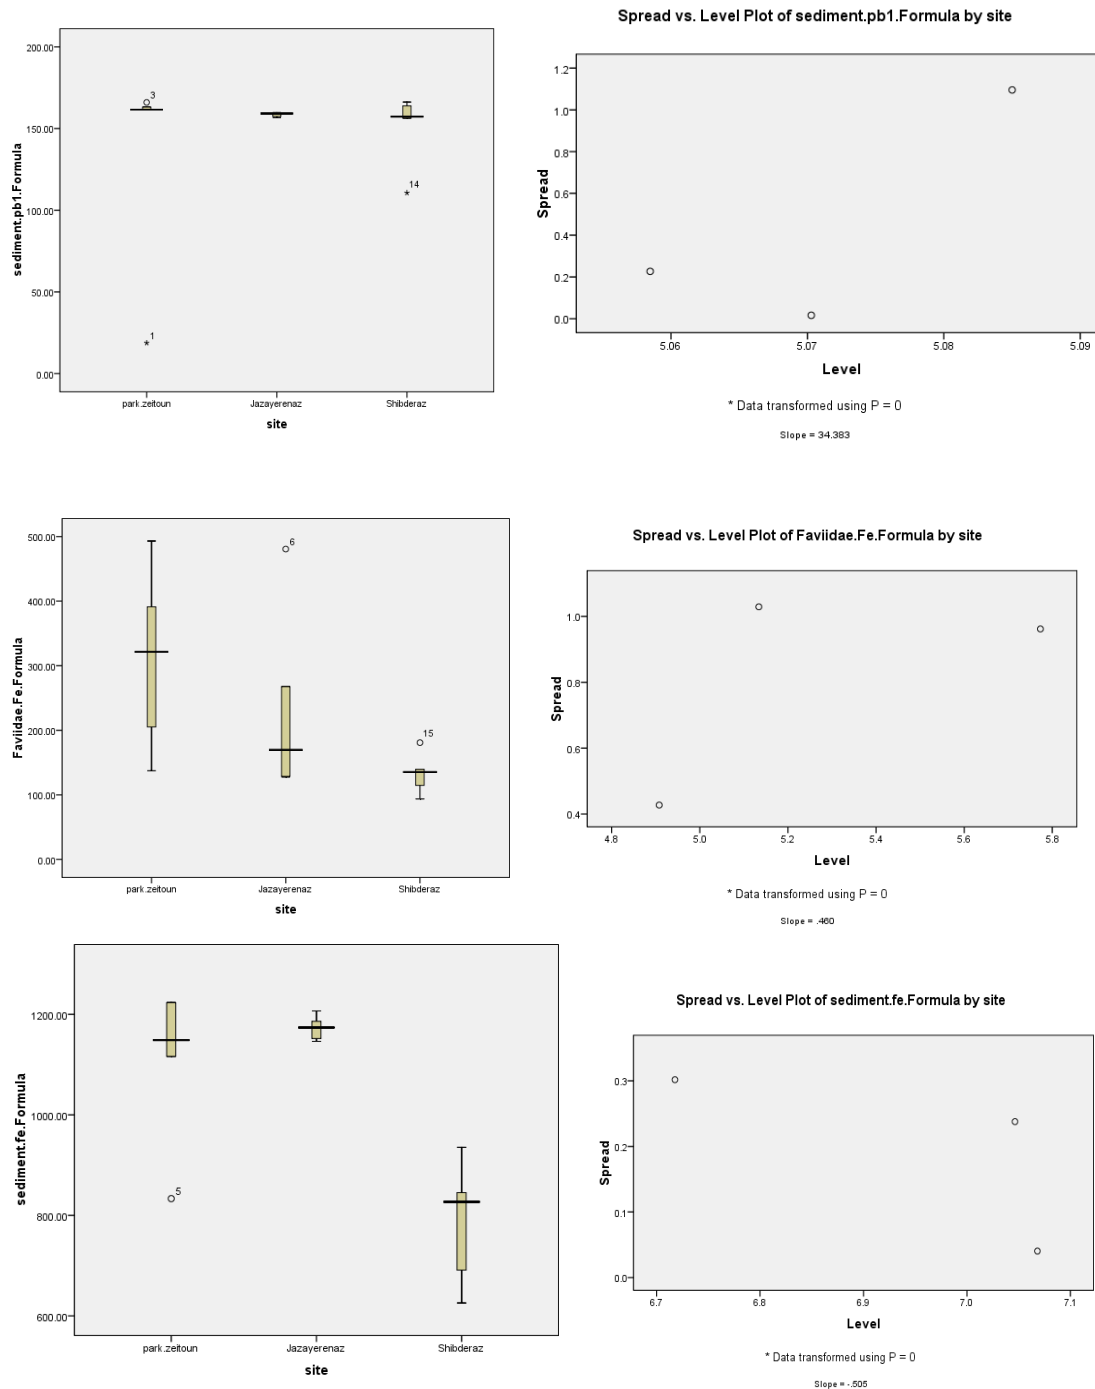 Spread vs. Level Plot of sediment.pb1.Formula by site
200.00
150.00
100.00
50.00
0.00
sediment.pb1.Formula
3
1
14
park.zeitoun
Jazayerenaz
Shibderaz
site
1.2
1.0
0.8
0.6
0.4
0.2
0.0
Spread
5.06
5.07
5.08
5.09
Level
* Data transformed using P = 0
Slope = 34.383
500.00
400.00
300.00
200.00
100.00
0.00
Faviidae.Fe.Formula
6
15
park.zeitoun
Jazayerenaz
Shibderaz
site
Spread vs. Level Plot of Faviidae.Fe.Formula by site
1.0
0.8
0.6
0.4
Spread
4.8
5.0
5.2
5.4
5.6
5.8
Level
* Data transformed using P = 0
Slope = .460
1200.00
1000.00
800.00
600.00
sediment.fe.Formula
5
park.zeitoun
Jazayerenaz
Shibderaz
site
Spread vs. Level Plot of sediment.fe.Formula by site
0.3
0.2
0.1
0.0
Spread
6.7
6.8
6.9
7.0
7.1
Level
* Data transformed using P = 0
Slope = -.505